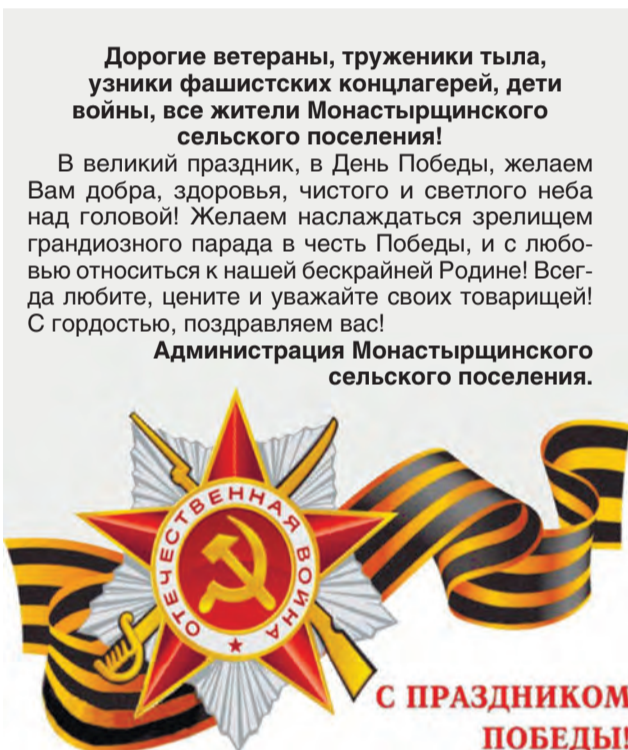 Дорогие ветераны, труженики тыла,
узники фашистских концлагерей, дети
войны, все жители Монастырщинского
сельского поселения!
В великий праздник, в День Победы, желаем
Вам добра, здоровья, чистого и светлого неба
над головой! Желаем наслаждаться зрелищем
грандиозного парада в честь Победы, и с любо-
вью относиться к нашей бескрайней Родине! Всег-
да любите, цените и уважайте своих товарищей!
С гордостью, поздравляем вас!
Администрация Монастырщинского
сельского поселения.
ОТЕЧЕСТВЕННАЯ ВОЙНА
С ПРАЗДНИКОМ
ПОБЕДЫ!